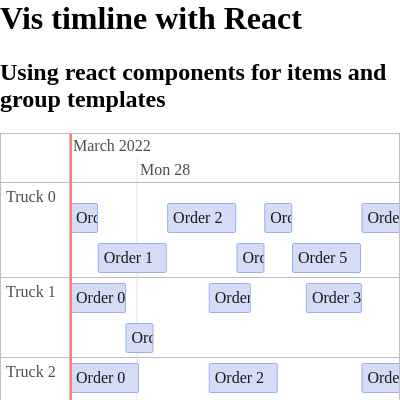 Vis timline with React
Using react components for items and
group templates
March 2022
Mon 28
Truck 0
Order 2
Order 1
Order 5
Truck 1
Order 0
Order 3
Truck 2
Order 0
Order 2